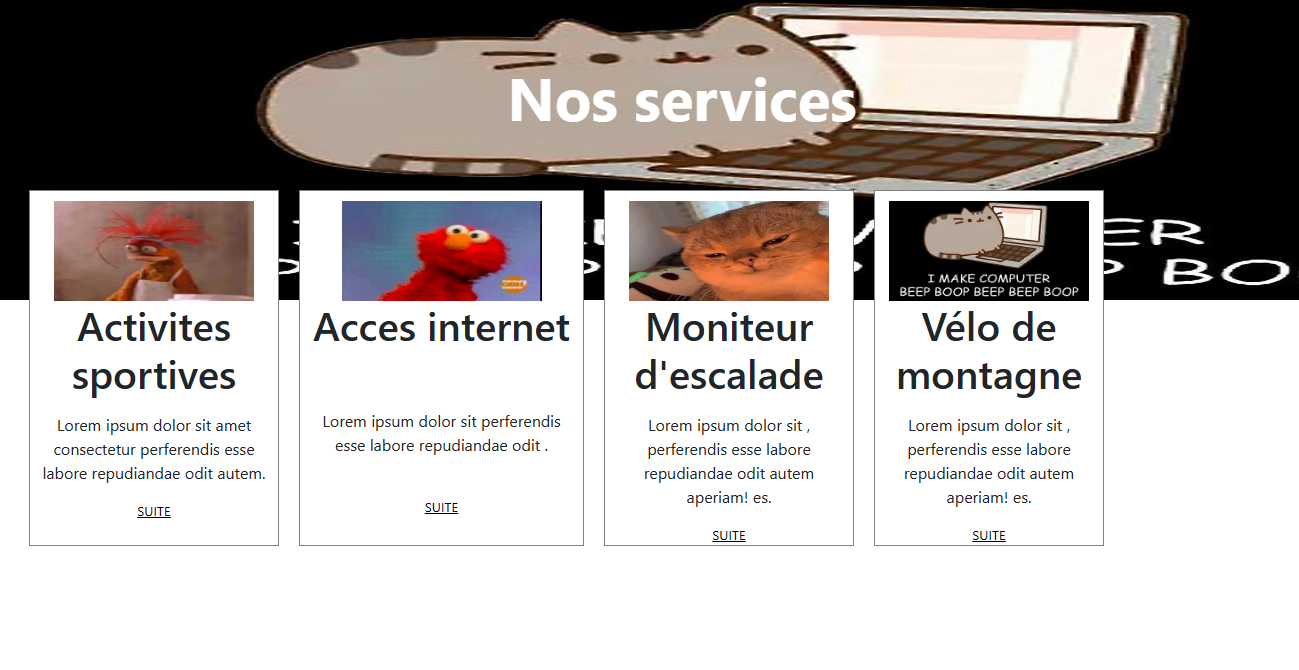 Nos services
ER
P BOO
Activites
sportives
Lorem ipsum dolor sit amet
consectetur perferendis esse
labore repudiandae odit autem.
SUITE
Acces internet
Lorem ipsum dolor sit perferendis
esse labore repudiandae odit .
SUITE
Moniteur
d'escalade
Lorem ipsum dolor sit ,
perferendis esse labore
repudiandae odit autem
aperiam! es.
SUITE
I MAKE COMPUTER
BEEP BOOP BEEP BEEP BOOP
Vélo de
montagne
Lorem ipsum dolor sit ,
perferendis esse labore
repudiandae odit autem
aperiam! es.
SUITE